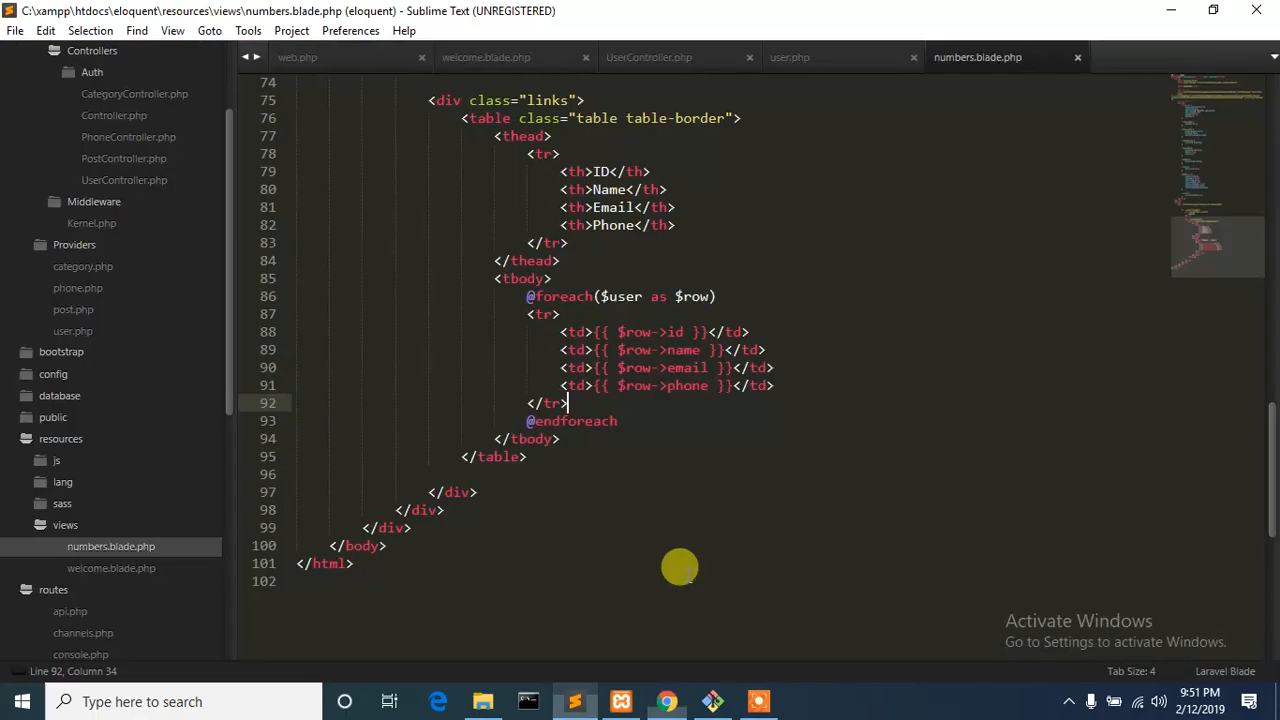 C:\xampp\htdocs\eloquent\resources\views\numbers.blade.php (eloquent) - Sublime Text (UNREGISTERED)
File Edit Selection Find View Goto Tools Project Preferences Help
Controllers
Auth
CategoryController.php
Controller.php
PhoneController.php
PostController.php
UserController.php
Middleware
Kernel.php
Providers
category.php
phone.php
post.php
user.php
bootstrap
config
database
public
resources
js
lang
sass
views
numbers.blade.php
welcome.blade.php
routes
api.php
channels.php
console.php
web.php welcome.blade.php UserController.php user.php numbers.blade.php
74
75 <div class="links">
76 <table class="table table-border">
77 <thead>
78 <tr>
79 <th>ID</th>
80 <th>Name</th>
81 <th>Email</th>
82 <th>Phone</th>
83 </tr>
84 </thead>
85 <tbody>
86 @foreach($user as $row)
87 <tr>
88 <td>{{ $row->id }}</td>
89 <td>{{ $row->name }}</td>
90 <td>{{ $row->email }}</td>
91 <td>{{ $row->phone }}</td>
92 </tr>
93 @endforeach
94 </tbody>
95 </table>
96
97 </div>
98 </div>
99 </div>
100 </body>
101 </html>
102
Activate Windows
Go to Settings to activate Windows.
Line 92, Column 34 Tab Size: 4 Laravel Blade
Type here to search
9:51 PM
2/12/2019